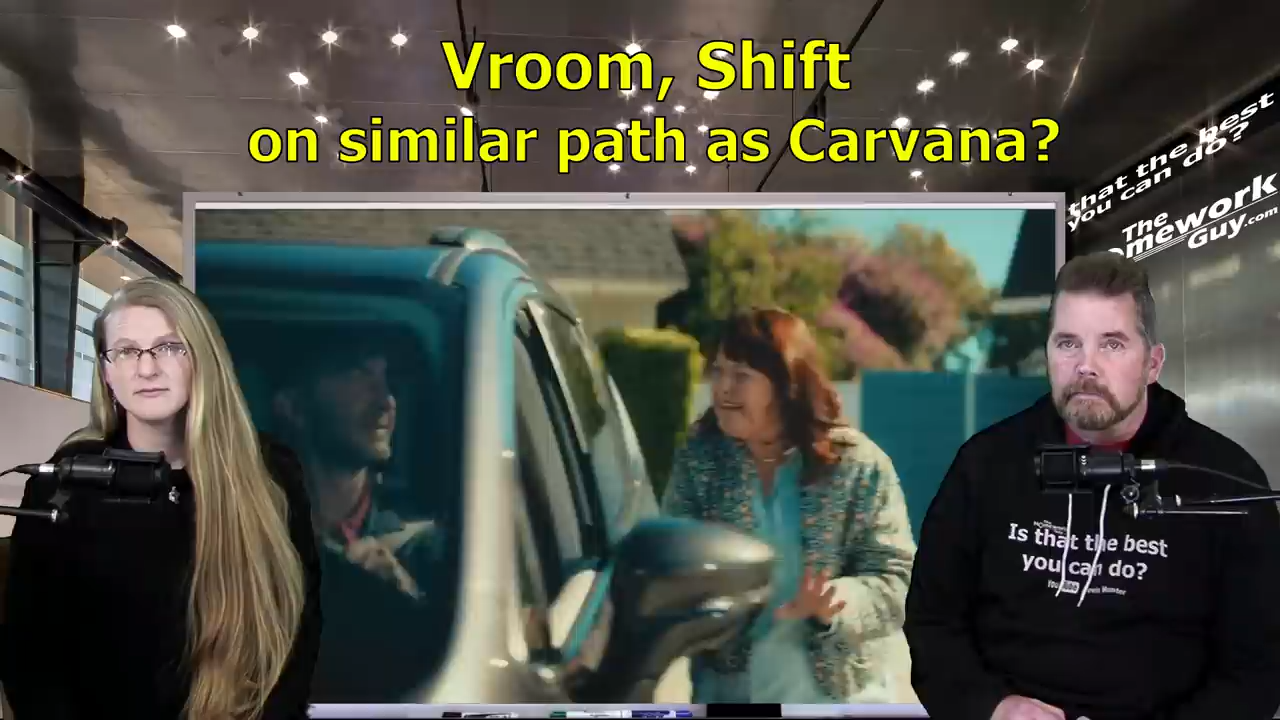 Vroom, Shift
on similar path as Carvana?
that the best
you can do?
The
omework
Guy.com
Is that the best
you can do?